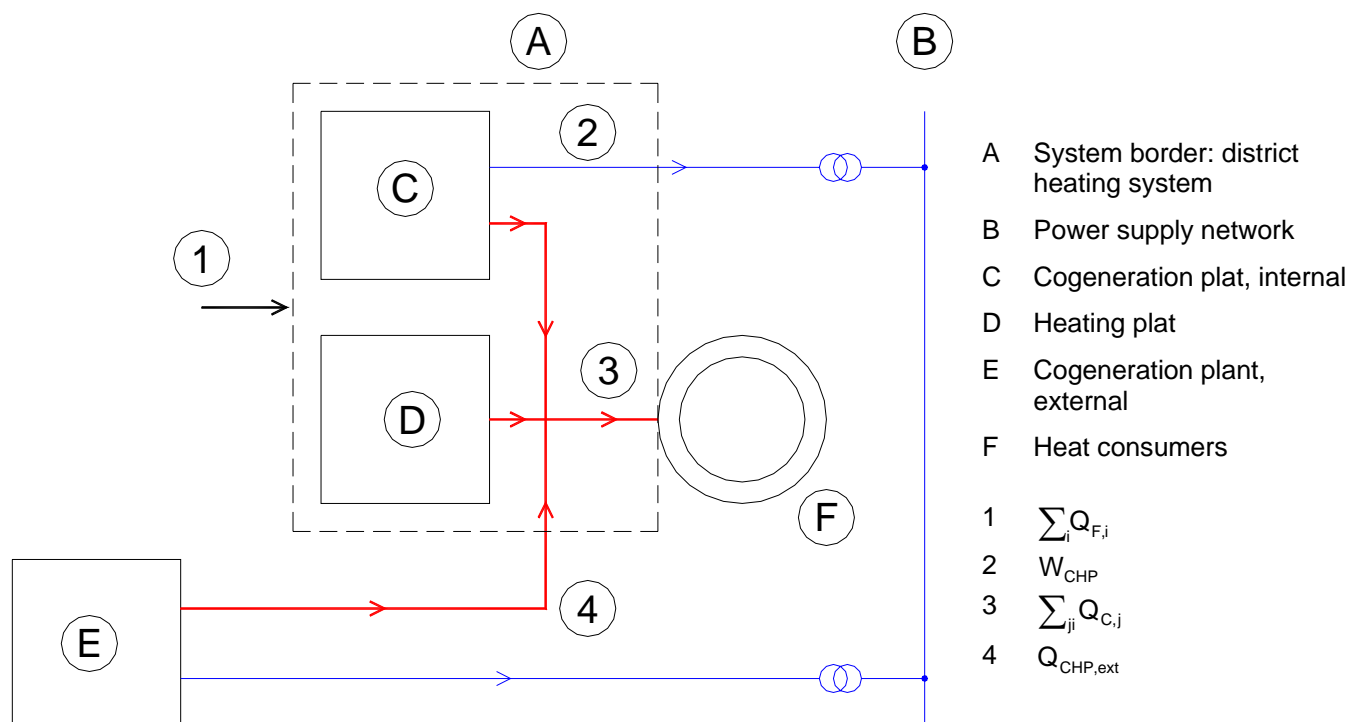 A
B
2
C
1
3
D
F
4
E
A System border: district
heating system
B Power supply network
C Cogeneration plat, internal
D Heating plat
E Cogeneration plant,
external
F Heat consumers
1 ∑iQF,i
2 WCHP
3 ∑jiQC,j
4 QCHP,ext